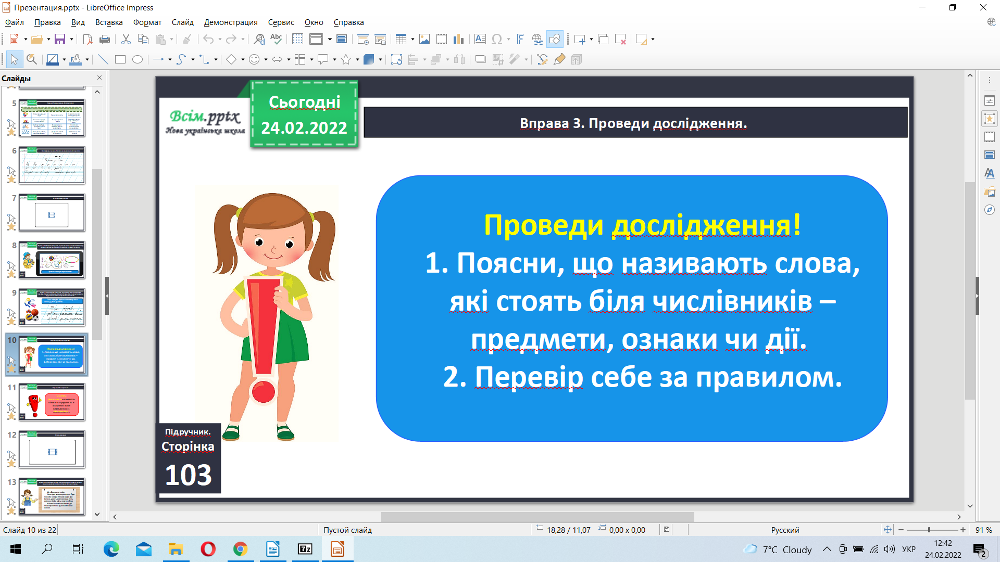 Презентация.pptx - LibreOffice Impress
Файл Правка Вид Вставка Формат Слайд Демонстрация Сервис Окно Справка
Слайды
5
6
7
8
9
10
11
12
13
Всім.pptx
Нова українська школа
Сьогодні
24.02.2022
Вправа 3. Проведи дослідження.
Проведи дослідження!
1. Поясни, що називають слова,
які стоять біля числівників –
предмети, ознаки чи дії.
2. Перевір себе за правилом.
Підручник.
Сторінка
103
Слайд 10 из 22
Пустой слайд
18,28 / 11,07
0,00 x 0,00
Русский
91 %
7°C Cloudy
УКР
12:42
24.02.2022
2